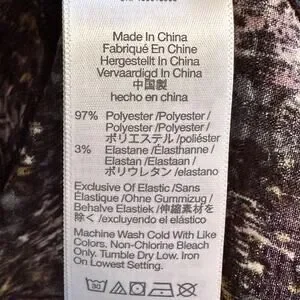 Made In China
Fabriqué En Chine
Hergestellt In China
Vervaardigd In China
中国製
hecho en china
97% Polyester /Polyester /
Polyester /Polyester /
ポリエステル /poliéster
3% Elastane /Élasthanne /
Elastan /Elastaan /
ポリウレタン /elastano
Exclusive Of Elastic /Sans
Élastique /Ohne Gummizug /
Behalve Elastiek /伸縮素材を
除く /excluyendo el elástico
Machine Wash Cold With Like
Colors. Non-Chlorine Bleach
Only. Tumble Dry Low. Iron
On Lowest Setting.
30